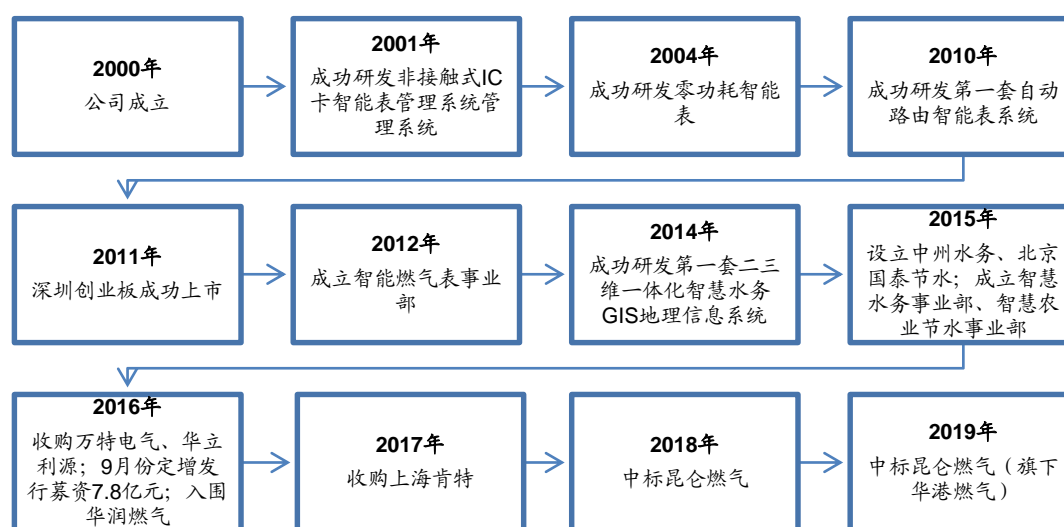 2000年
公司成立
2001年
成功研发非接触式IC
卡智能表管理系统管
理系统
2004年
成功研发零功耗智能
表
2010年
成功研发第一套自动
路由智能表系统
2011年
深圳创业板成功上市
2012年
成立智能燃气表事业
部
2014年
成功研发第一套二三
维一体化智慧水务
GIS地理信息系统
2015年
设立中州水务、北京
国泰节水；成立智慧
水务事业部、智慧农
业节水事业部
2016年
收购万特电气、华立
利源；9月份定增发
行募资7.8亿元；入围
华润燃气
2017年
收购上海肯特
2018年
中标昆仑燃气
2019年
中标昆仑燃气（旗下
华港燃气）